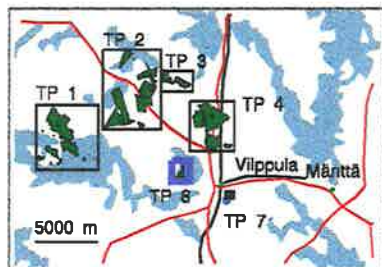 TP 2
TP 3
TP 1
TP 4
Vilppula
Mänttä
TP 6
TP 7
5000 m